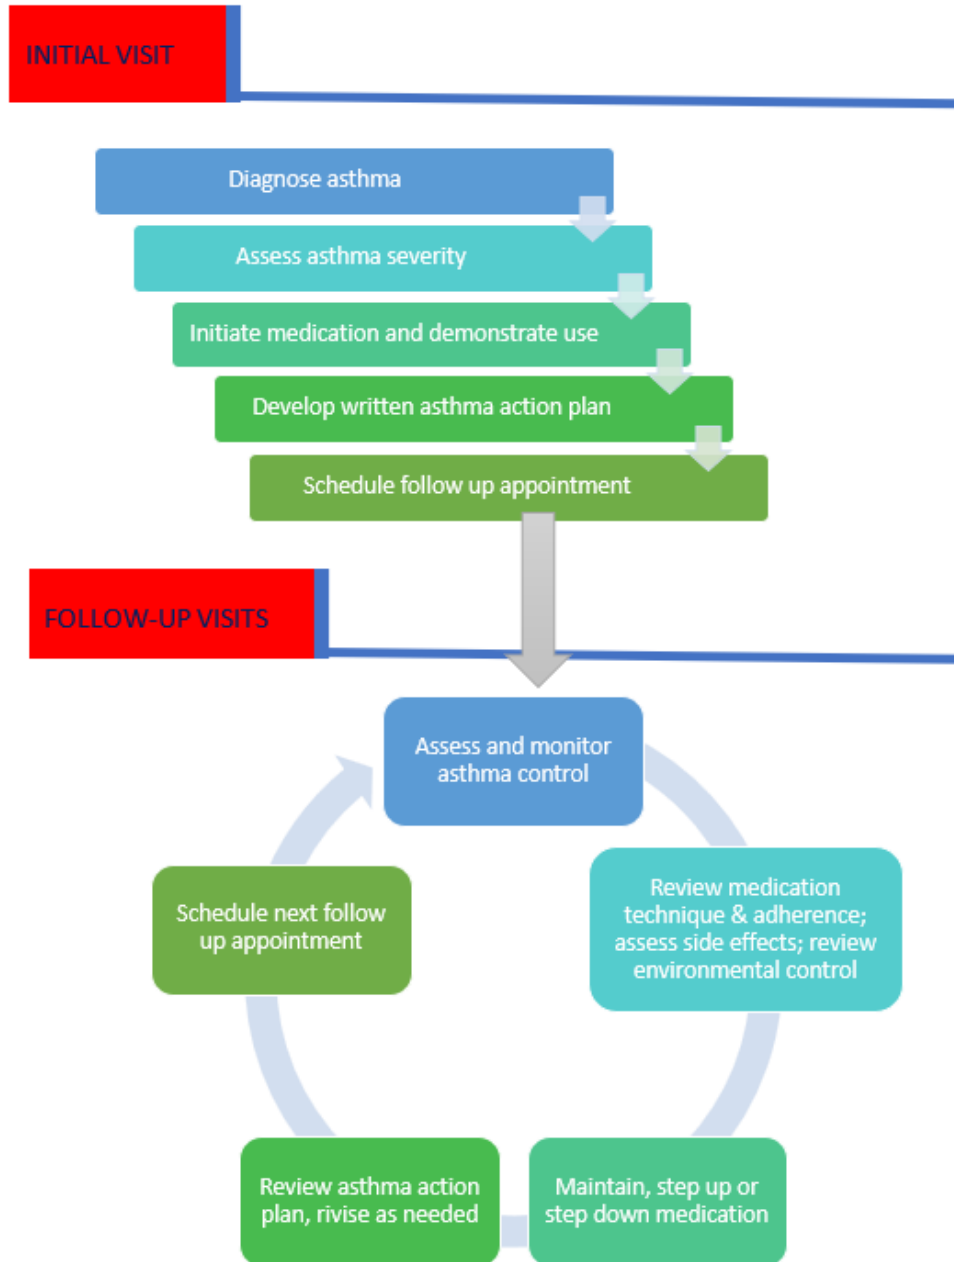 INITIAL VISIT
Diagnose asthma
Assess asthma severity
Initiate medication and demonstrate use
Develop written asthma action plan
Schedule follow up appointment
FOLLOW-UP VISITS
Assess and monitor
asthma control
Review medication
technique & adherence;
assess side effects; review
environmental control
Maintain, step up or
step down medication
Review asthma action
plan, rivise as needed
Schedule next follow
up appointment